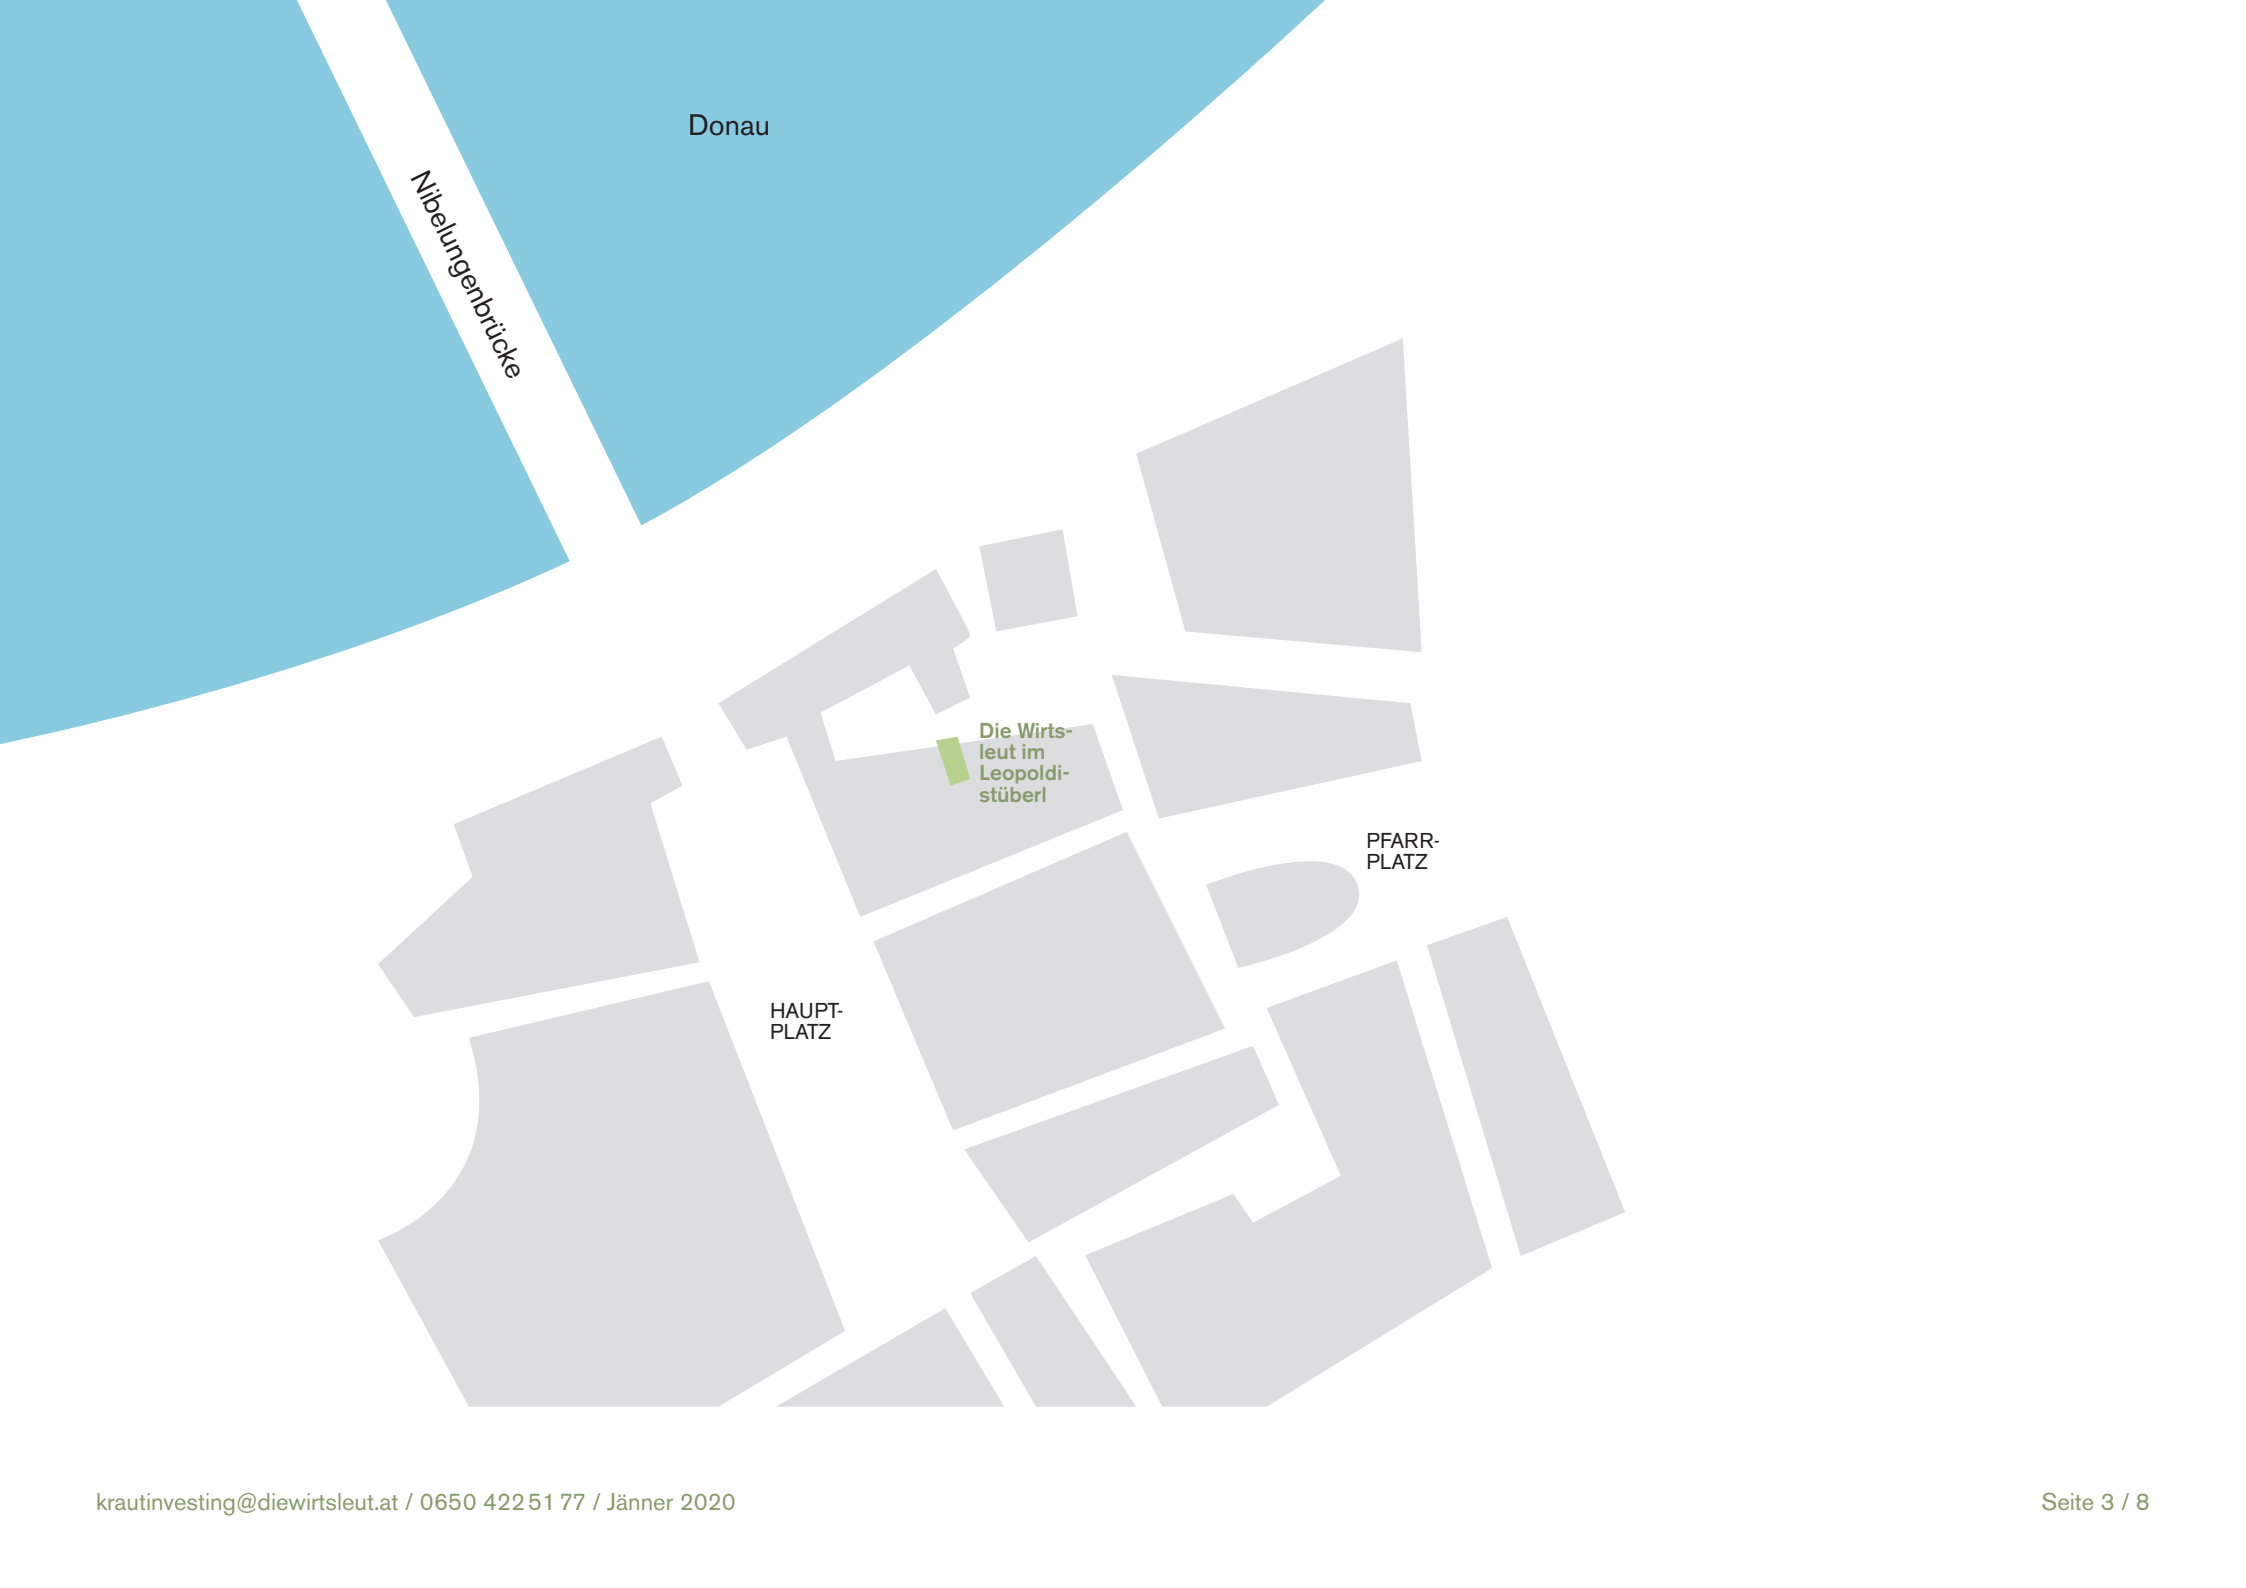 Donau
Nibelungenbrücke
Die Wirts-
leut im
Leopoldi-
stüberl
PFARR-
PLATZ
HAUPT-
PLATZ
krautinvesting@diewirtsleut.at / 0650 422 51 77 / Jänner 2020
Seite 3 / 8